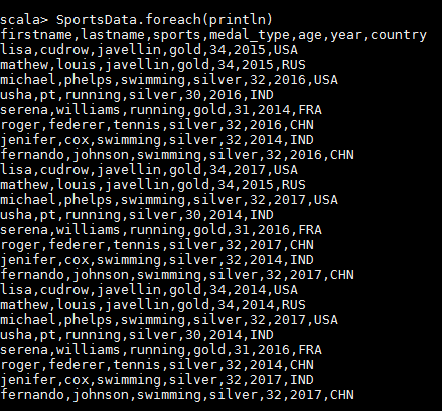 scala> SportsData.foreach(println)
firstname,lastname,sports,medal_type,age,year,country
lisa,cudrow,javellin,gold,34,2015,USA
mathew,louis,javellin,gold,34,2015,RUS
michael,phelps,swimming,silver,32,2016,USA
usha,pt,running,silver,30,2016,IND
serena,williams,running,gold,31,2014,FRA
roger,federer,tennis,silver,32,2016,CHN
jenifer,cox,swimming,silver,32,2014,IND
fernando,johnson,swimming,silver,32,2016,CHN
lisa,cudrow,javellin,gold,34,2017,USA
mathew,louis,javellin,gold,34,2015,RUS
michael,phelps,swimming,silver,32,2017,USA
usha,pt,running,silver,30,2014,IND
serena,williams,running,gold,31,2016,FRA
roger,federer,tennis,silver,32,2017,CHN
jenifer,cox,swimming,silver,32,2014,IND
fernando,johnson,swimming,silver,32,2017,CHN
lisa,cudrow,javellin,gold,34,2014,USA
mathew,louis,javellin,gold,34,2014,RUS
michael,phelps,swimming,silver,32,2017,USA
usha,pt,running,silver,30,2014,IND
serena,williams,running,gold,31,2016,FRA
roger,federer,tennis,silver,32,2014,CHN
jenifer,cox,swimming,silver,32,2017,IND
fernando,johnson,swimming,silver,32,2017,CHN